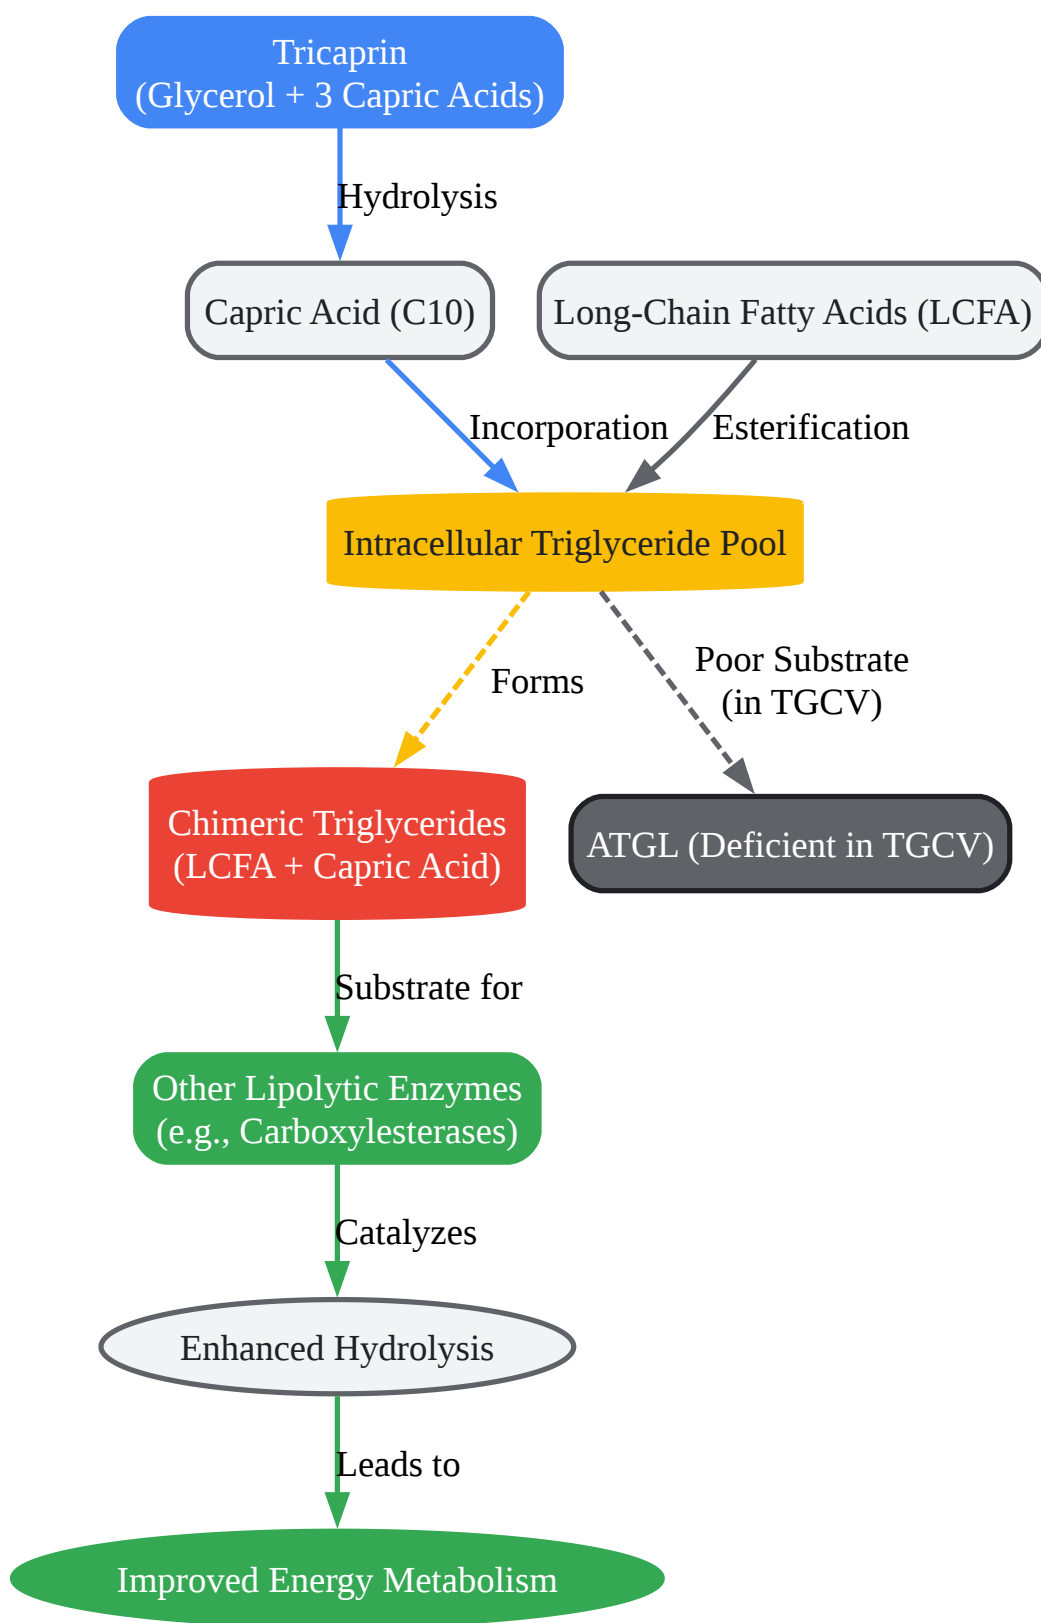 Tricaprin
(Glycerol + 3 Capric Acids)
Hydrolysis
Capric Acid (C10)
Long-Chain Fatty Acids (LCFA)
Incorporation
Esterification
Intracellular Triglyceride Pool
Forms
Poor Substrate
(in TGCV)
Chimeric Triglycerides
(LCFA + Capric Acid)
ATGL (Deficient in TGCV)
Substrate for
Other Lipolytic Enzymes
(e.g., Carboxylesterases)
Catalyzes
Enhanced Hydrolysis
Leads to
Improved Energy Metabolism